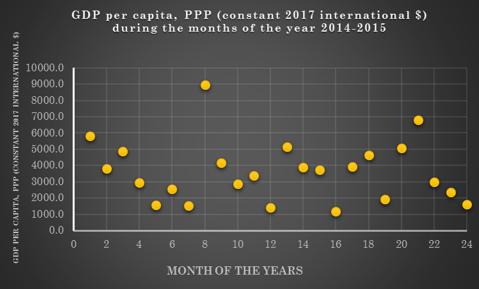 GDP per capita, PPP (constant 2017 international $)
during the months of the year 2014-2015
GDP PER CAPITA, PPP (CONSTANT 2017 INTERNATIONAL $)
10000.0
9000.0
8000.0
7000.0
6000.0
5000.0
4000.0
3000.0
2000.0
1000.0
0.0
0 2 4 6 8 10 12 14 16 18 20 22 24
MONTH OF THE YEARS